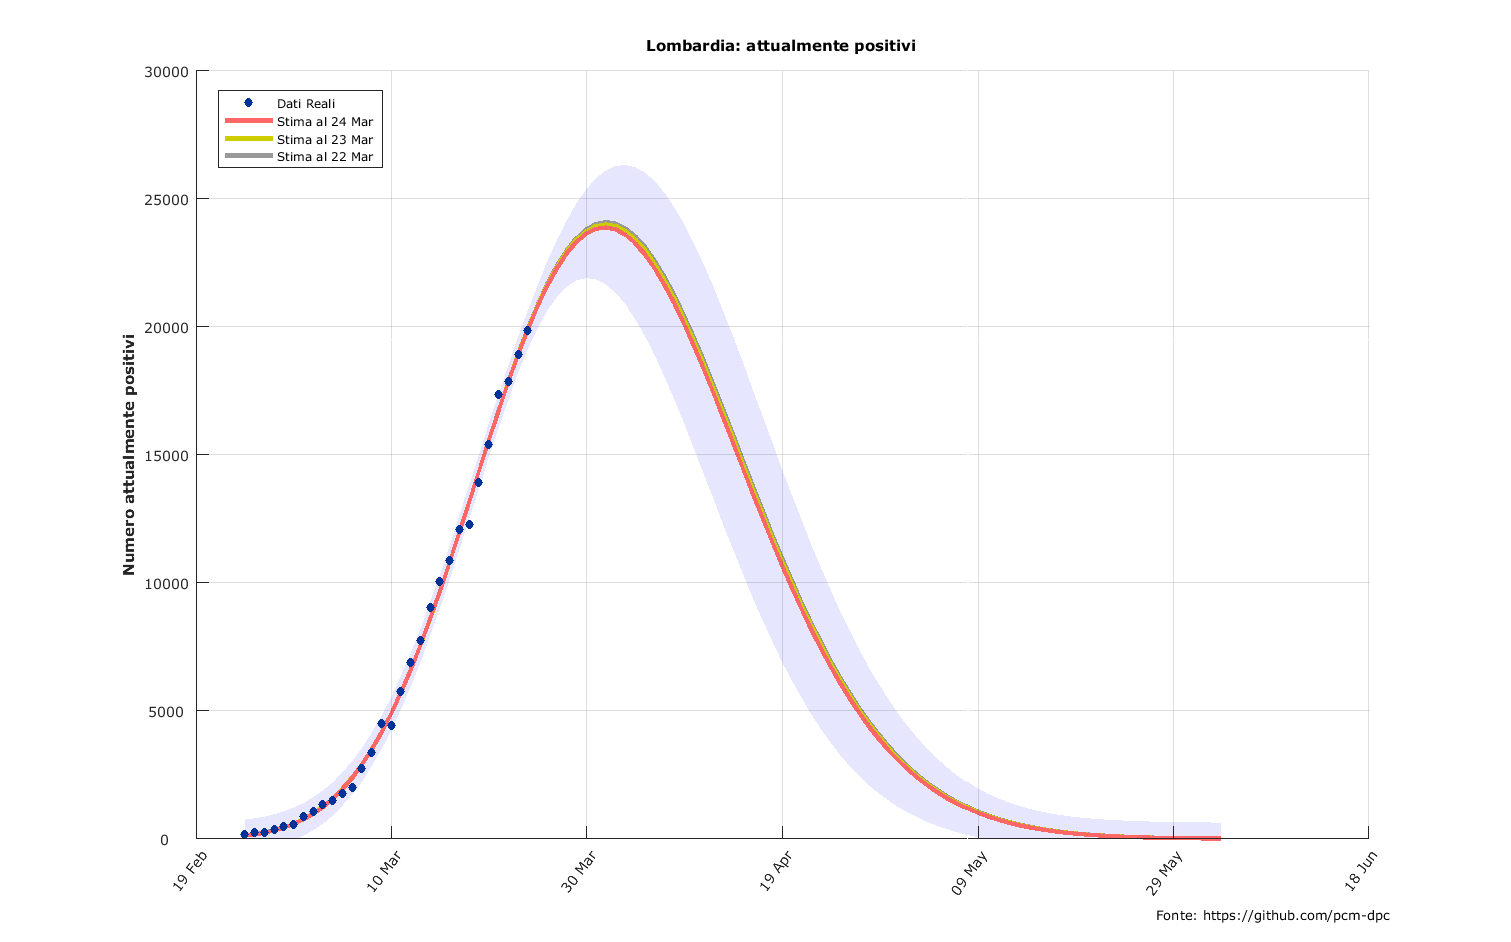 Lombardia: attualmente positivi
30000
25000
20000
15000
10000
5000
0
Numero attualmente positivi
Dati Reali
Stima al 24 Mar
Stima al 23 Mar
Stima al 22 Mar
19 Feb
10 Mar
30 Mar
19 Apr
09 May
29 May
18 Jun
Fonte: https://github.com/pcm-dpc